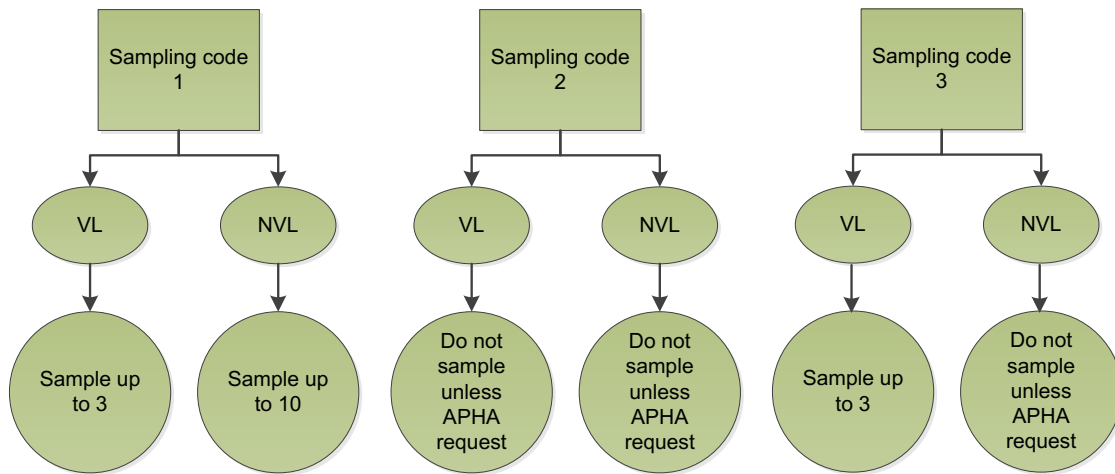 Sampling code
1
Sampling code
2
Sampling code
3
VL
NVL
VL
NVL
VL
NVL
Sample up
to 3
Sample up
to 10
Do not
sample
unless
APHA
request
Do not
sample
unless
APHA
request
Sample up
to 3
Do not
sample
unless
APHA
request